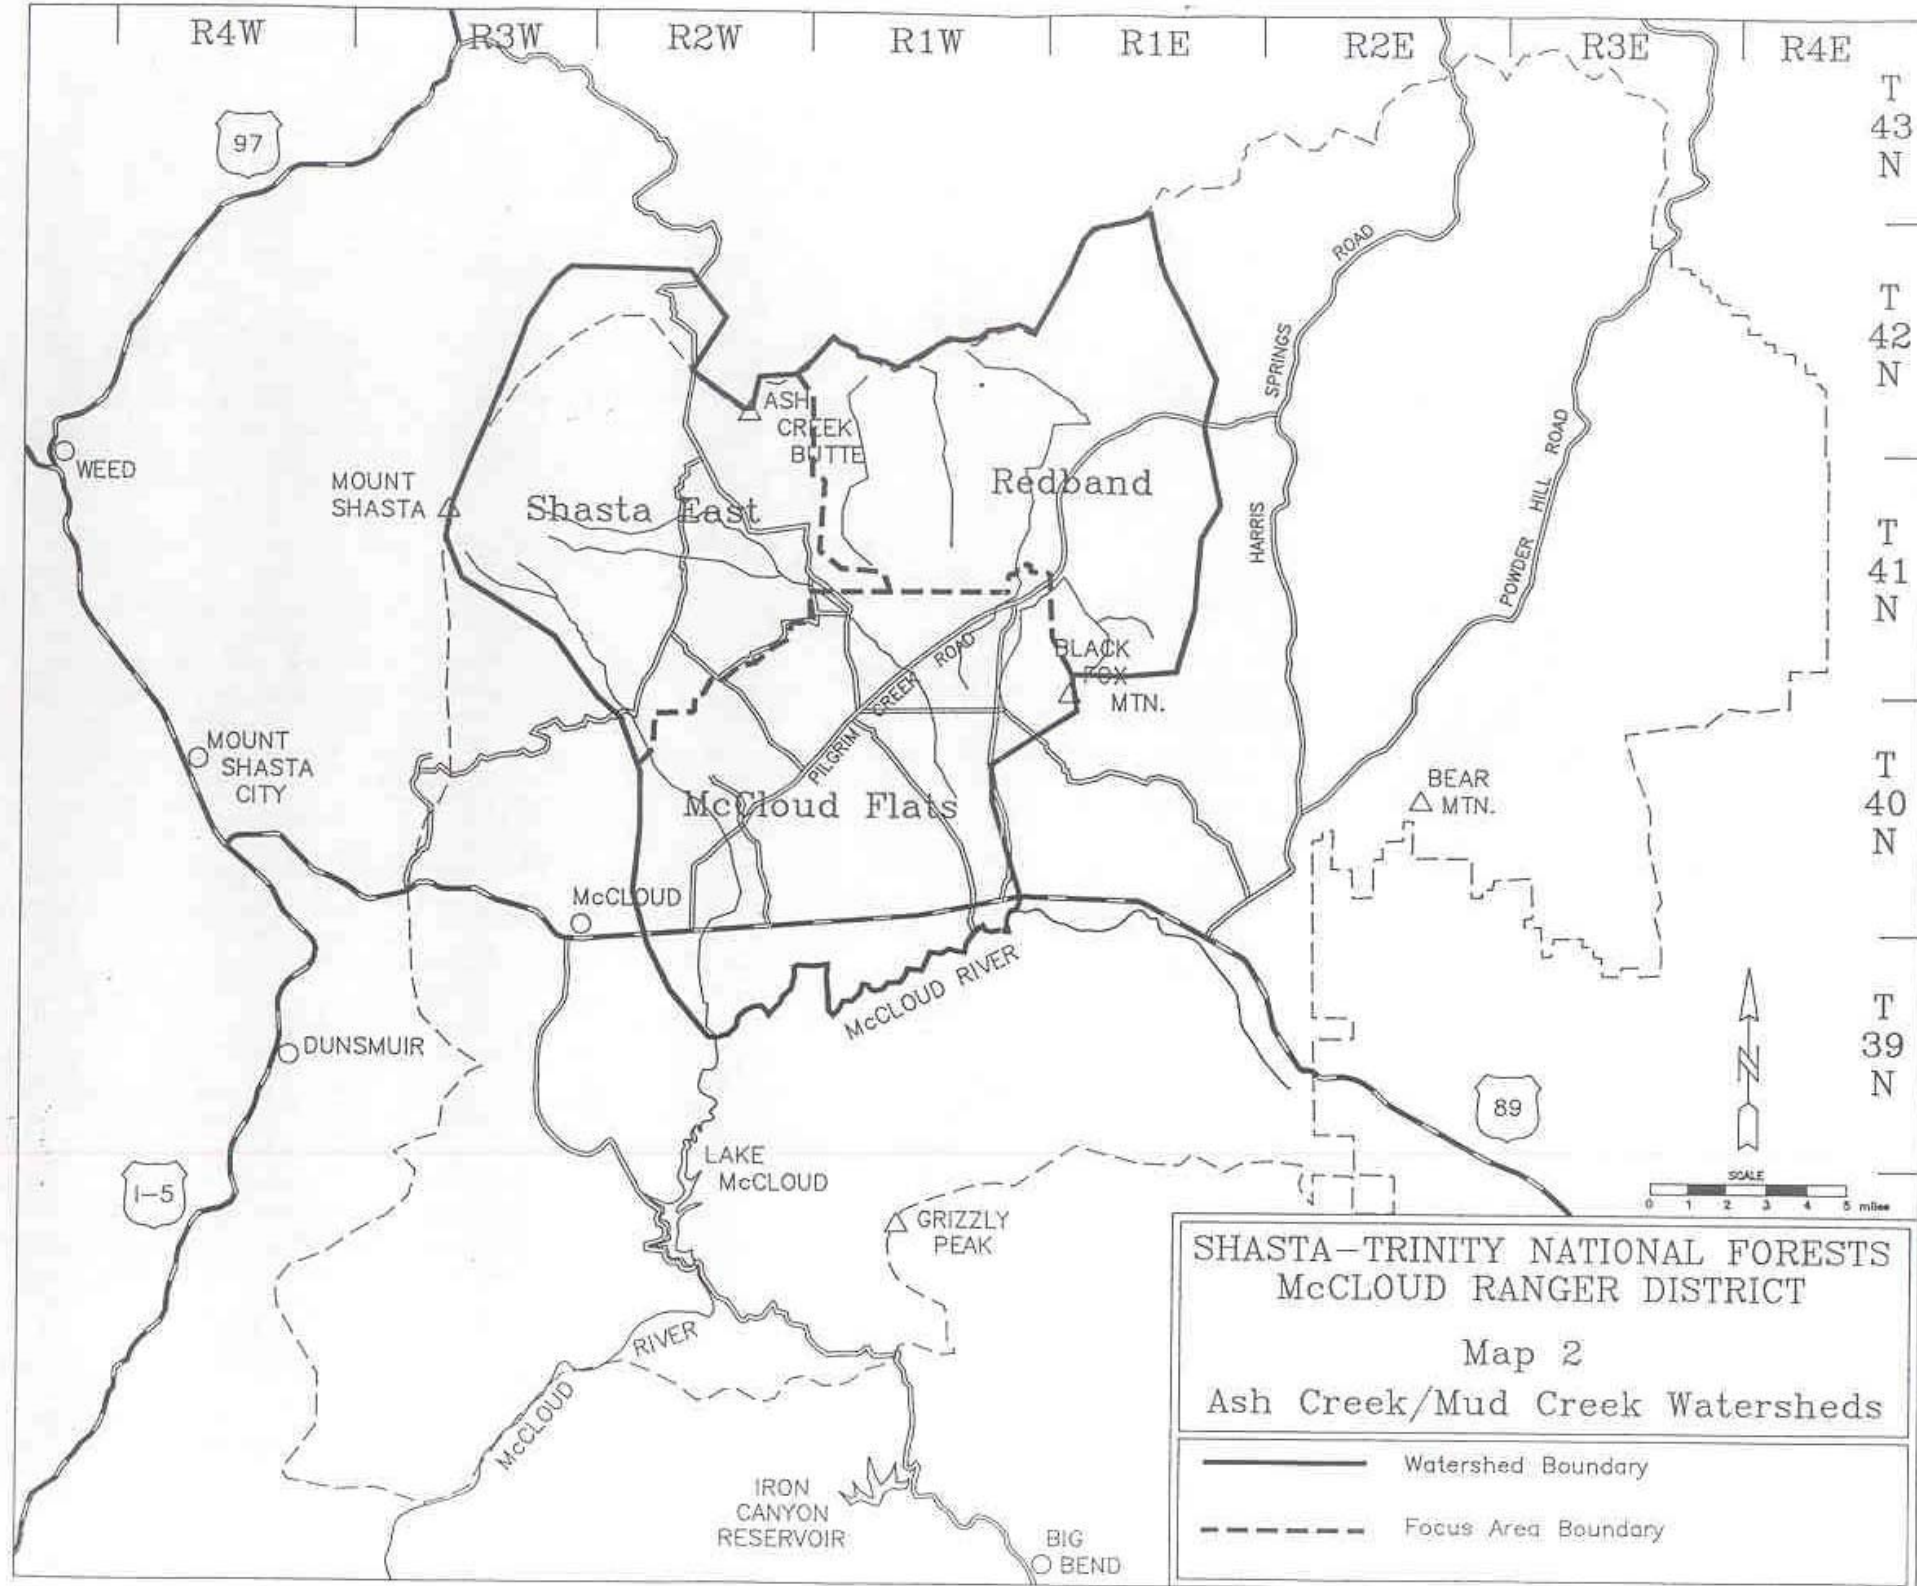 R4W
R3W
R2W
R1W
R1E
R2E
R3E
R4E
T
43
N
T
42
N
T
41
N
T
40
N
T
39
N
97
WEED
MOUNT
SHASTA
ASH
CREEK
BUTTE
Shasta East
Redband
McCloud Flats
HARRIS
SPRINGS
ROAD
POWDER HILL ROAD
PILGRIM
CREEK
ROAD
BLACK
FOX
MTN.
BEAR
MTN.
MOUNT
SHASTA
CITY
McCLOUD
McCLOUD RIVER
DUNSMUIR
I-5
LAKE
McCLOUD
GRIZZLY
PEAK
McCLOUD
RIVER
IRON
CANYON
RESERVOIR
BIG
BEND
89
N
SCALE
0 1 2 3 4 5 miles
SHASTA-TRINITY NATIONAL FORESTS
McCLOUD RANGER DISTRICT
Map 2
Ash Creek/Mud Creek Watersheds
Watershed Boundary
Focus Area Boundary